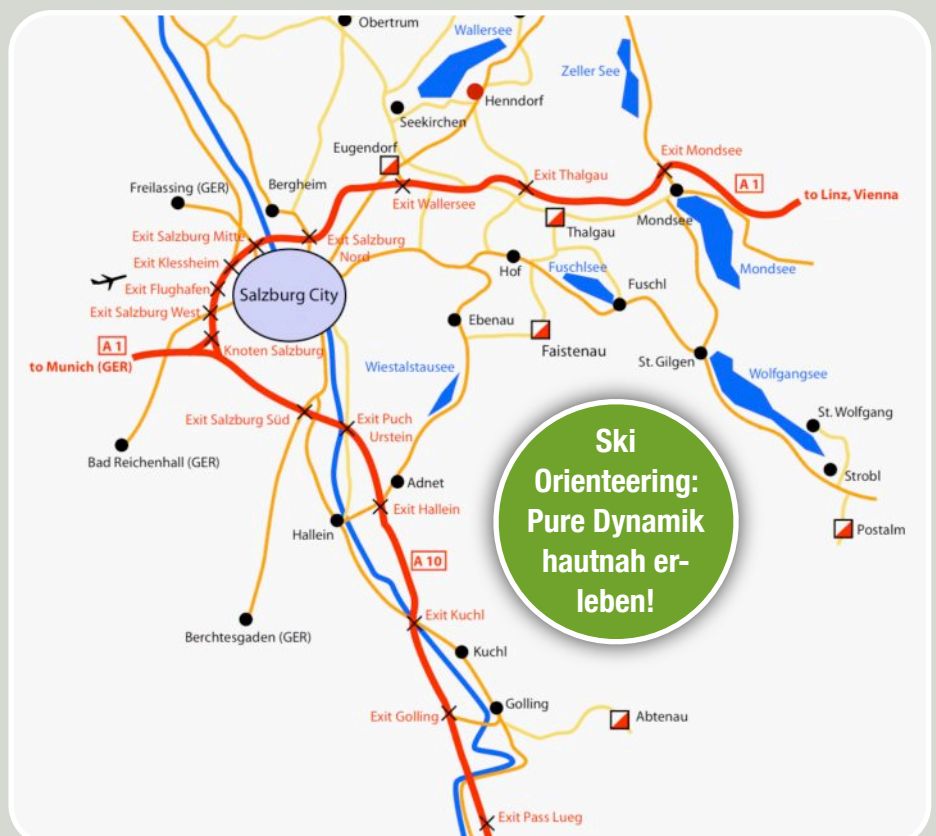 Obertrum
Wallersee
Zeller See
Henndorf
Seekirchen
Eugendorf
Exit Mondsee
Exit Thalgau
A 1
to Linz, Vienna
Freilassing (GER)
Bergheim
Exit Wallersee
Mondsee
Thalgau
Exit Salzburg Mitte
Exit Salzburg
Nord
Exit Klessheim
Hof
Fuschlsee
Mondsee
Fuschl
Exit Flughafen
Salzburg City
Exit Salzburg West
Ebenau
A 1
Knoten Salzburg
Faistenau
to Munich (GER)
Wiestalstausee
St. Gilgen
Wolfgangsee
Exit Salzburg Süd
Exit Puch
Urstein
St. Wolfgang
Bad Reichenhall (GER)
Ski
Orienteering:
Pure Dynamik
hautnah er-
leben!
Strobl
Adnet
Exit Hallein
Hallein
Postalm
A 10
Exit Kuchl
Berchtesgaden (GER)
Kuchl
Golling
Exit Golling
Abtenau
Exit Pass Lueg